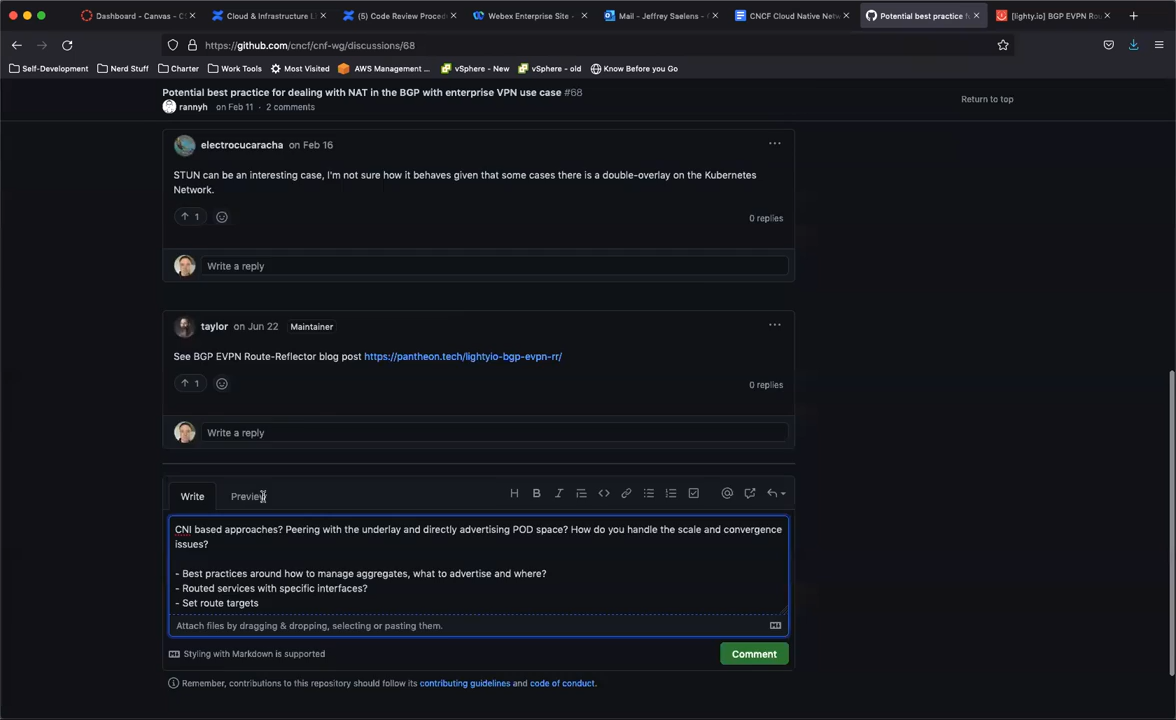 Dashboard - Canvas - CS
Cloud & Infrastructure L
(5) Code Review Proced
Webex Enterprise Site -
Mail - Jeffrey Saelens - O
CNCF Cloud Native Netw
Potential best practice f
[lighty.io] BGP EVPN Rou
https://github.com/cncf/cnf-wg/discussions/68
Self-Development
Nerd Stuff
Charter
Work Tools
Most Visited
AWS Management ...
vSphere - New
vSphere - old
Know Before you Go
Potential best practice for dealing with NAT in the BGP with enterprise VPN use case #68
rannyh on Feb 11 · 2 comments
Return to top
electrocucaracha on Feb 16
STUN can be an interesting case, I'm not sure how it behaves given that some cases there is a double-overlay on the Kubernetes
Network.
↑ 1
0 replies
Write a reply
taylor on Jun 22 Maintainer
See BGP EVPN Route-Reflector blog post https://pantheon.tech/lightyio-bgp-evpn-rr/
↑ 1
0 replies
Write a reply
Write
Preview
CNI based approaches? Peering with the underlay and directly advertising POD space? How do you handle the scale and convergence
issues?
- Best practices around how to manage aggregates, what to advertise and where?
- Routed services with specific interfaces?
- Set route targets
Attach files by dragging & dropping, selecting or pasting them.
Styling with Markdown is supported
Comment
Remember, contributions to this repository should follow its contributing guidelines and code of conduct.